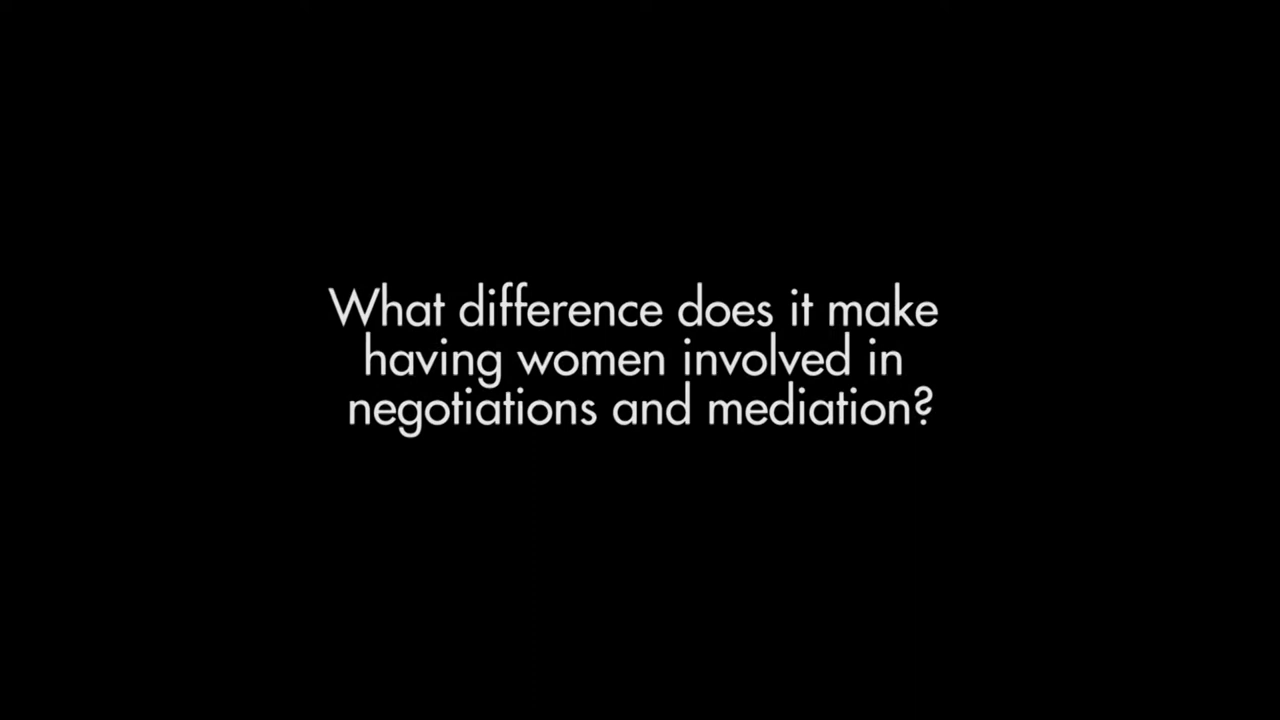 What difference does it make
having women involved in
negotiations and mediation?